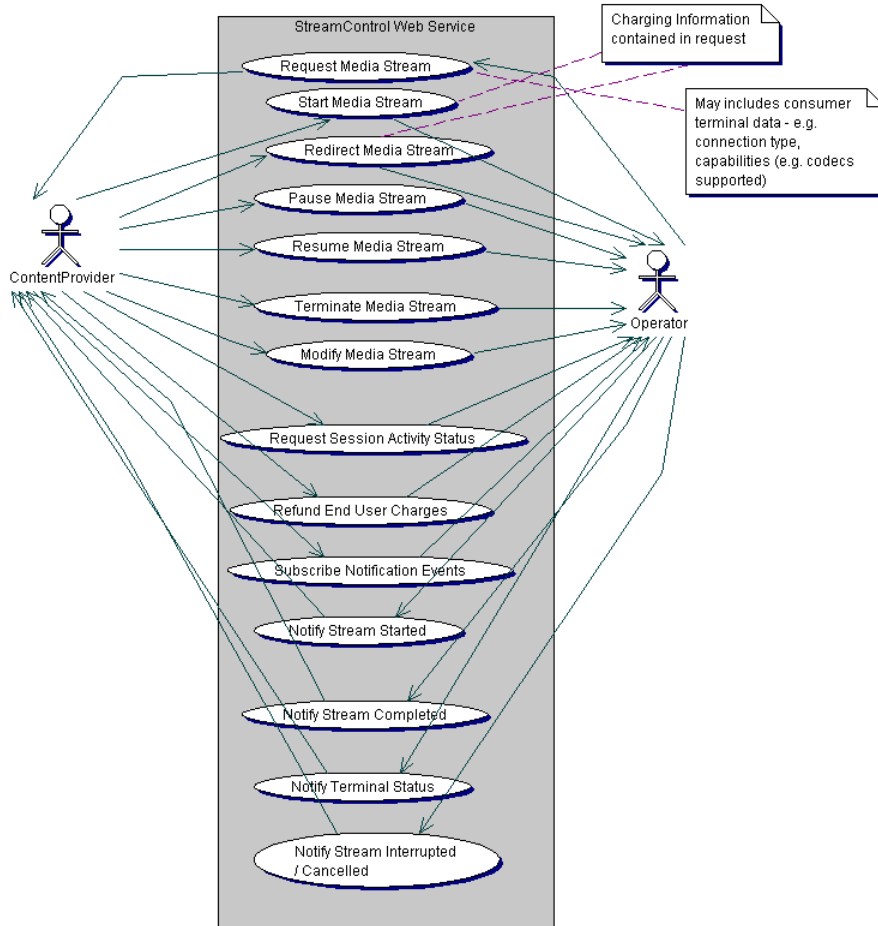 StreamControl Web Service
Charging Information
contained in request
Request Media Stream
Start Media Stream
May includes consumer
terminal data - e.g.
connection type,
capabilities (e.g. codecs
supported)
Redirect Media Stream
Pause Media Stream
Resume Media Stream
ContentProvider
Terminate Media Stream
Operator
Modify Media Stream
Request Session Activity Status
Refund End User Charges
Subscribe Notification Events
Notify Stream Started
Notify Stream Completed
Notify Terminal Status
Notify Stream Interrupted
/ Cancelled